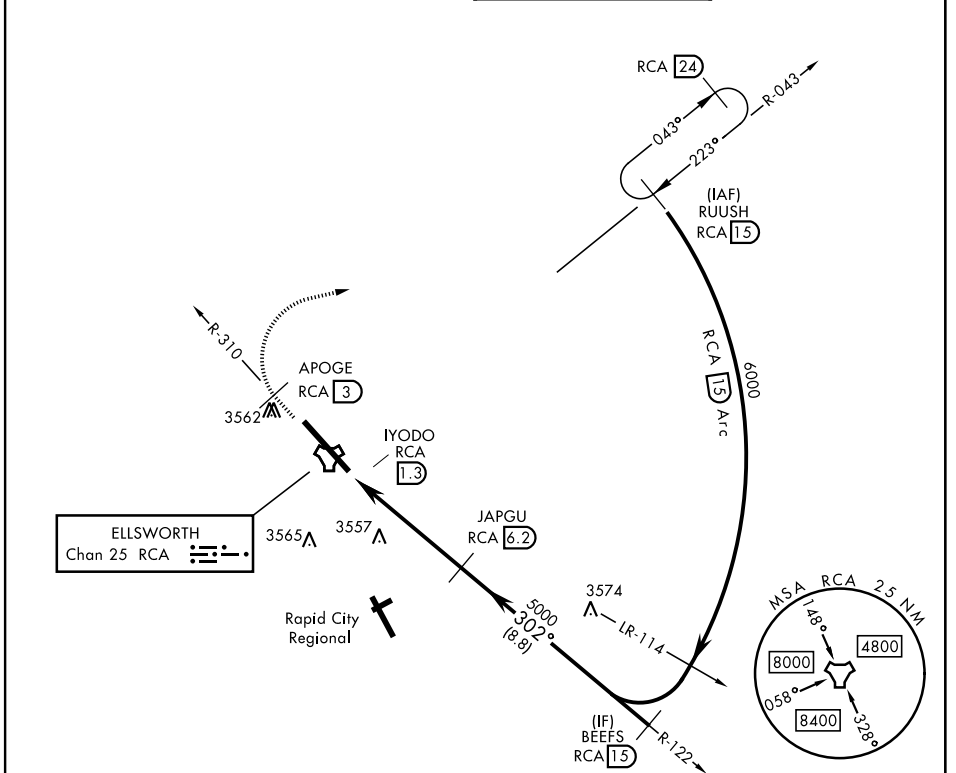 RCA 24
R-043
043°
223°
(IAF)
RUUSH
RCA 15
R-310
APOGE
RCA 3
3562
RCA 15 Arc
6000
IYODO
RCA
1.3
ELLSWORTH
Chan 25 RCA
3565
3557
JAPGU
RCA 6.2
Rapid City
Regional
5000
302°
(8.8)
3574
LR-114
(IF)
BEEFS
RCA 15
R-122
MSA RCA 25 NM
148°
4800
8000
058°
8400
328°